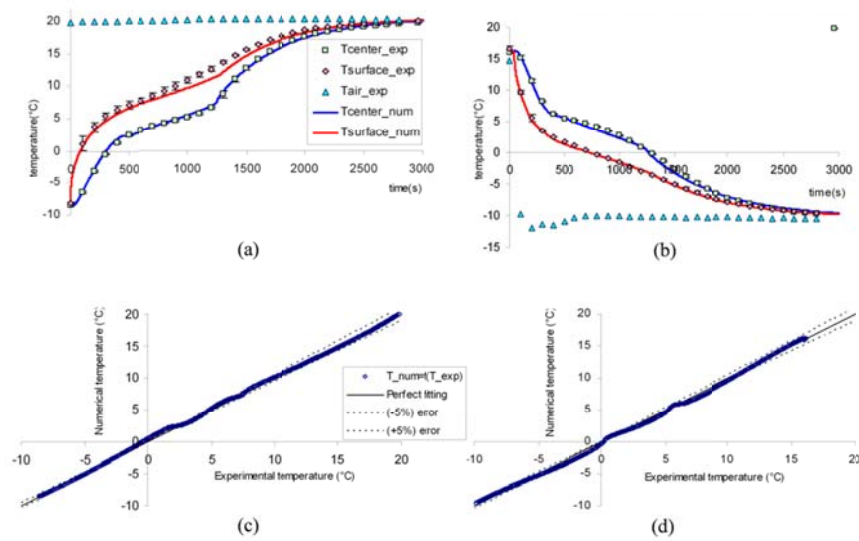 20
15
10
5
0
-5
-10
temperature(°C)
Tcenter_exp
Tsurface_exp
Tair_exp
Tcenter_num
Tsurface_num
0
500
1000
1500
2000
2500
3000
time(s)
(a)
20
15
10
5
0
-5
-10
-15
temperature(°C)
0
500
1000
1500
2000
2500
3000
time(s)
(b)
20
15
10
5
0
-5
-10
Numerical temperature (°C)
-10
-5
0
5
10
15
20
Experimental temperature (°C)
T_num=f(T_exp)
Perfect fitting
(-5%) eror
(+5%) eror
(c)
20
15
10
5
0
-5
-10
Numerical temperature (°C)
-10
-5
0
5
10
15
20
Experimental temperature (°C)
(d)